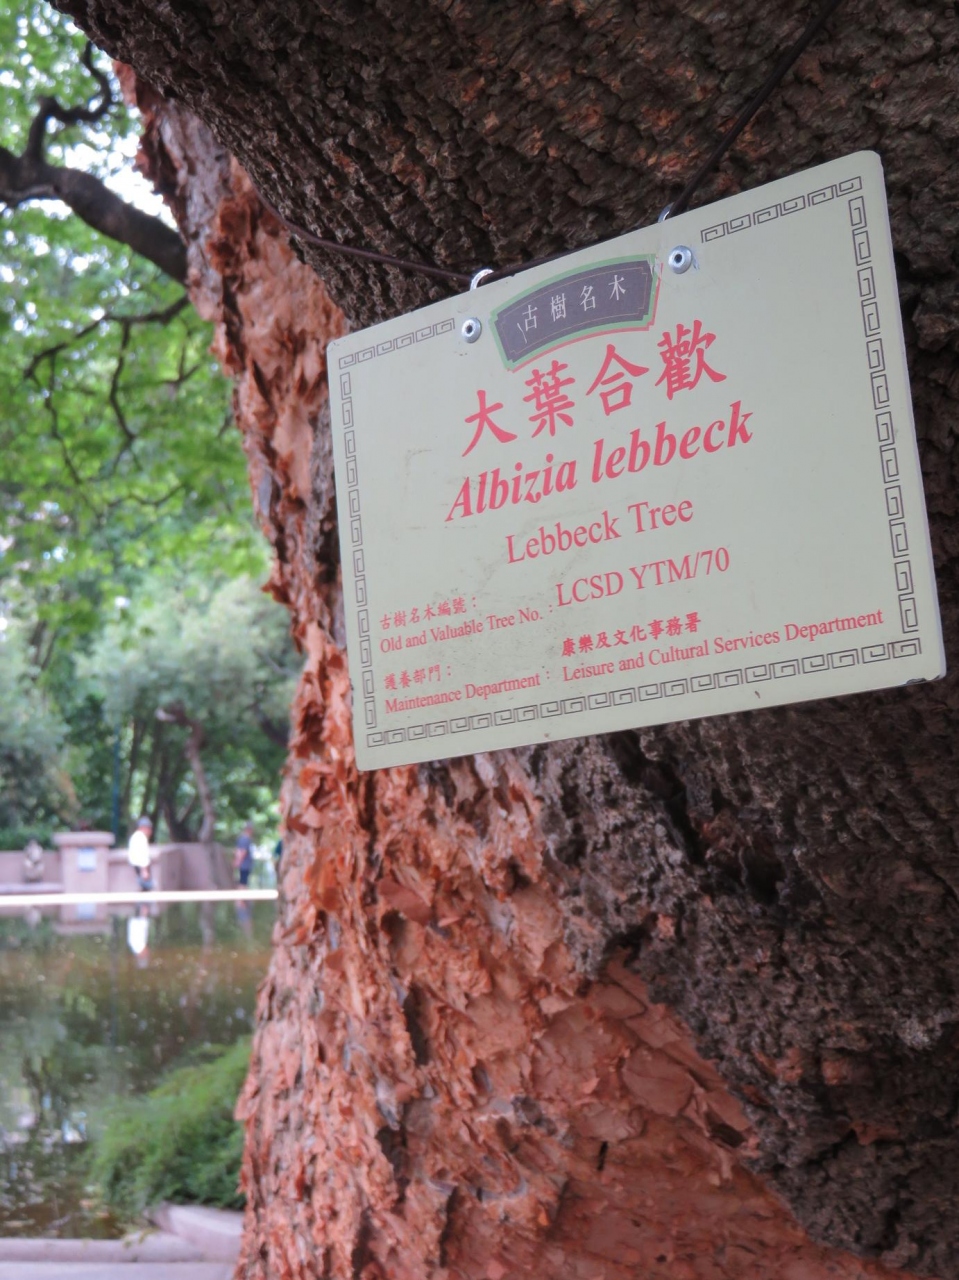 古樹名木
大葉合歡
Albizia lebbeck
Lebbeck Tree
古樹名木編號：
Old and Valuable Tree No. : LCSD YTM/70
護養部門： 康樂及文化事務署
Maintenance Department : Leisure and Cultural Services Department